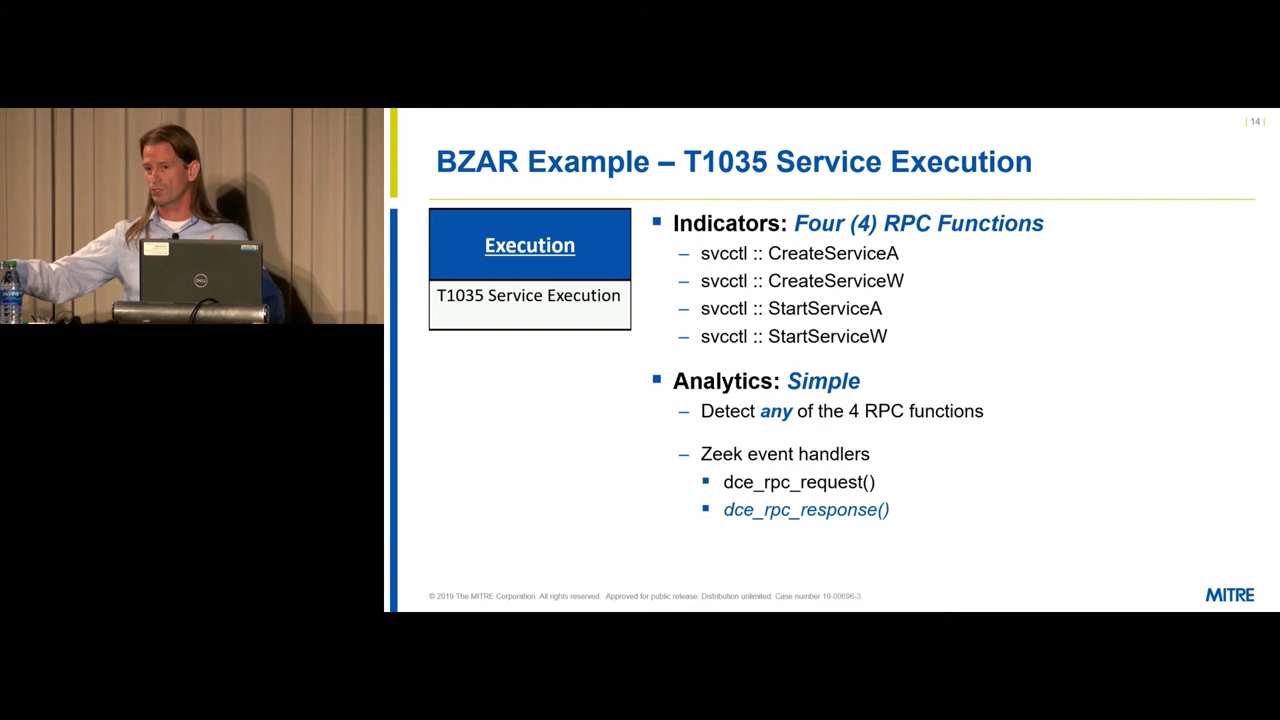 | 14 |
BZAR Example – T1035 Service Execution
Execution
T1035 Service Execution
▪ Indicators: Four (4) RPC Functions
– svcctl :: CreateServiceA
– svcctl :: CreateServiceW
– svcctl :: StartServiceA
– svcctl :: StartServiceW
▪ Analytics: Simple
– Detect any of the 4 RPC functions
– Zeek event handlers
▪ dce_rpc_request()
▪ dce_rpc_response()
© 2019 The MITRE Corporation. All rights reserved. Approved for public release. Distribution unlimited. Case number 19-00696-3.
MITRE
DELL